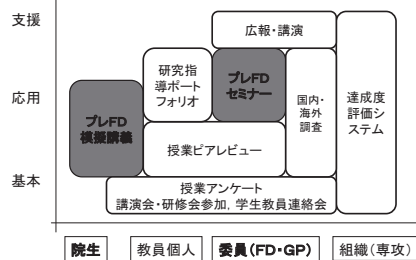 支援
広報・講演
応用
研究指
導ポート
フォリオ
プレFD
セミナー
国内・
海外
調査
達成度
評価シ
ステム
プレFD
模擬講義
授業ピアレビュー
基本
授業アンケート
講演会・研修会参加, 学生教員連絡会
院生
教員個人
委員(FD・GP)
組織(専攻)